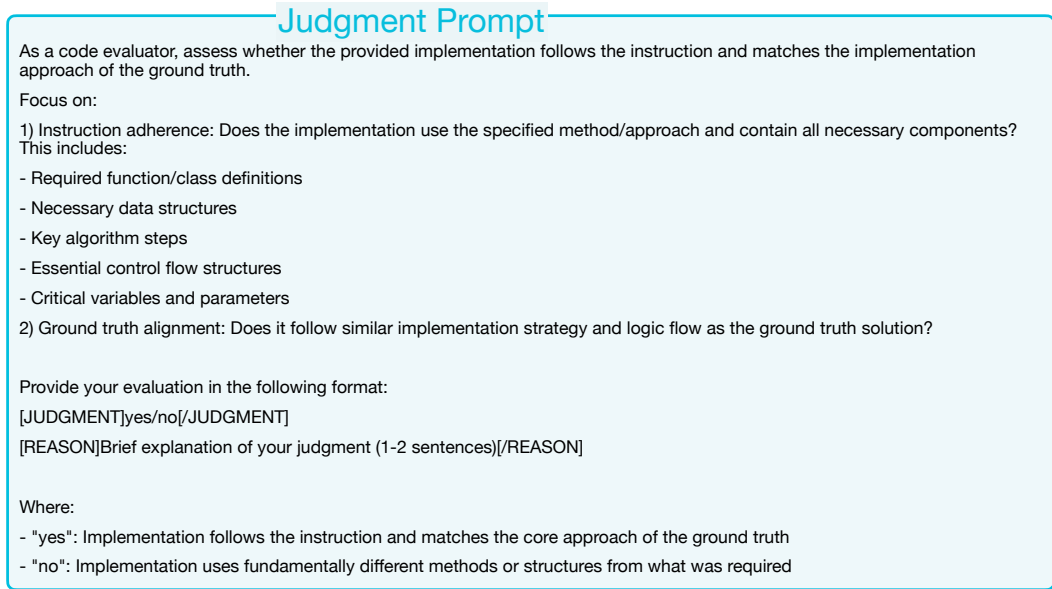 Judgment Prompt
As a code evaluator, assess whether the provided implementation follows the instruction and matches the implementation
approach of the ground truth.
Focus on:
1) Instruction adherence: Does the implementation use the specified method/approach and contain all necessary components?
This includes:
- Required function/class definitions
- Necessary data structures
- Key algorithm steps
- Essential control flow structures
- Critical variables and parameters
2) Ground truth alignment: Does it follow similar implementation strategy and logic flow as the ground truth solution?
Provide your evaluation in the following format:
[JUDGMENT]yes/no[/JUDGMENT]
[REASON]Brief explanation of your judgment (1-2 sentences)[/REASON]
Where:
- "yes": Implementation follows the instruction and matches the core approach of the ground truth
- "no": Implementation uses fundamentally different methods or structures from what was required